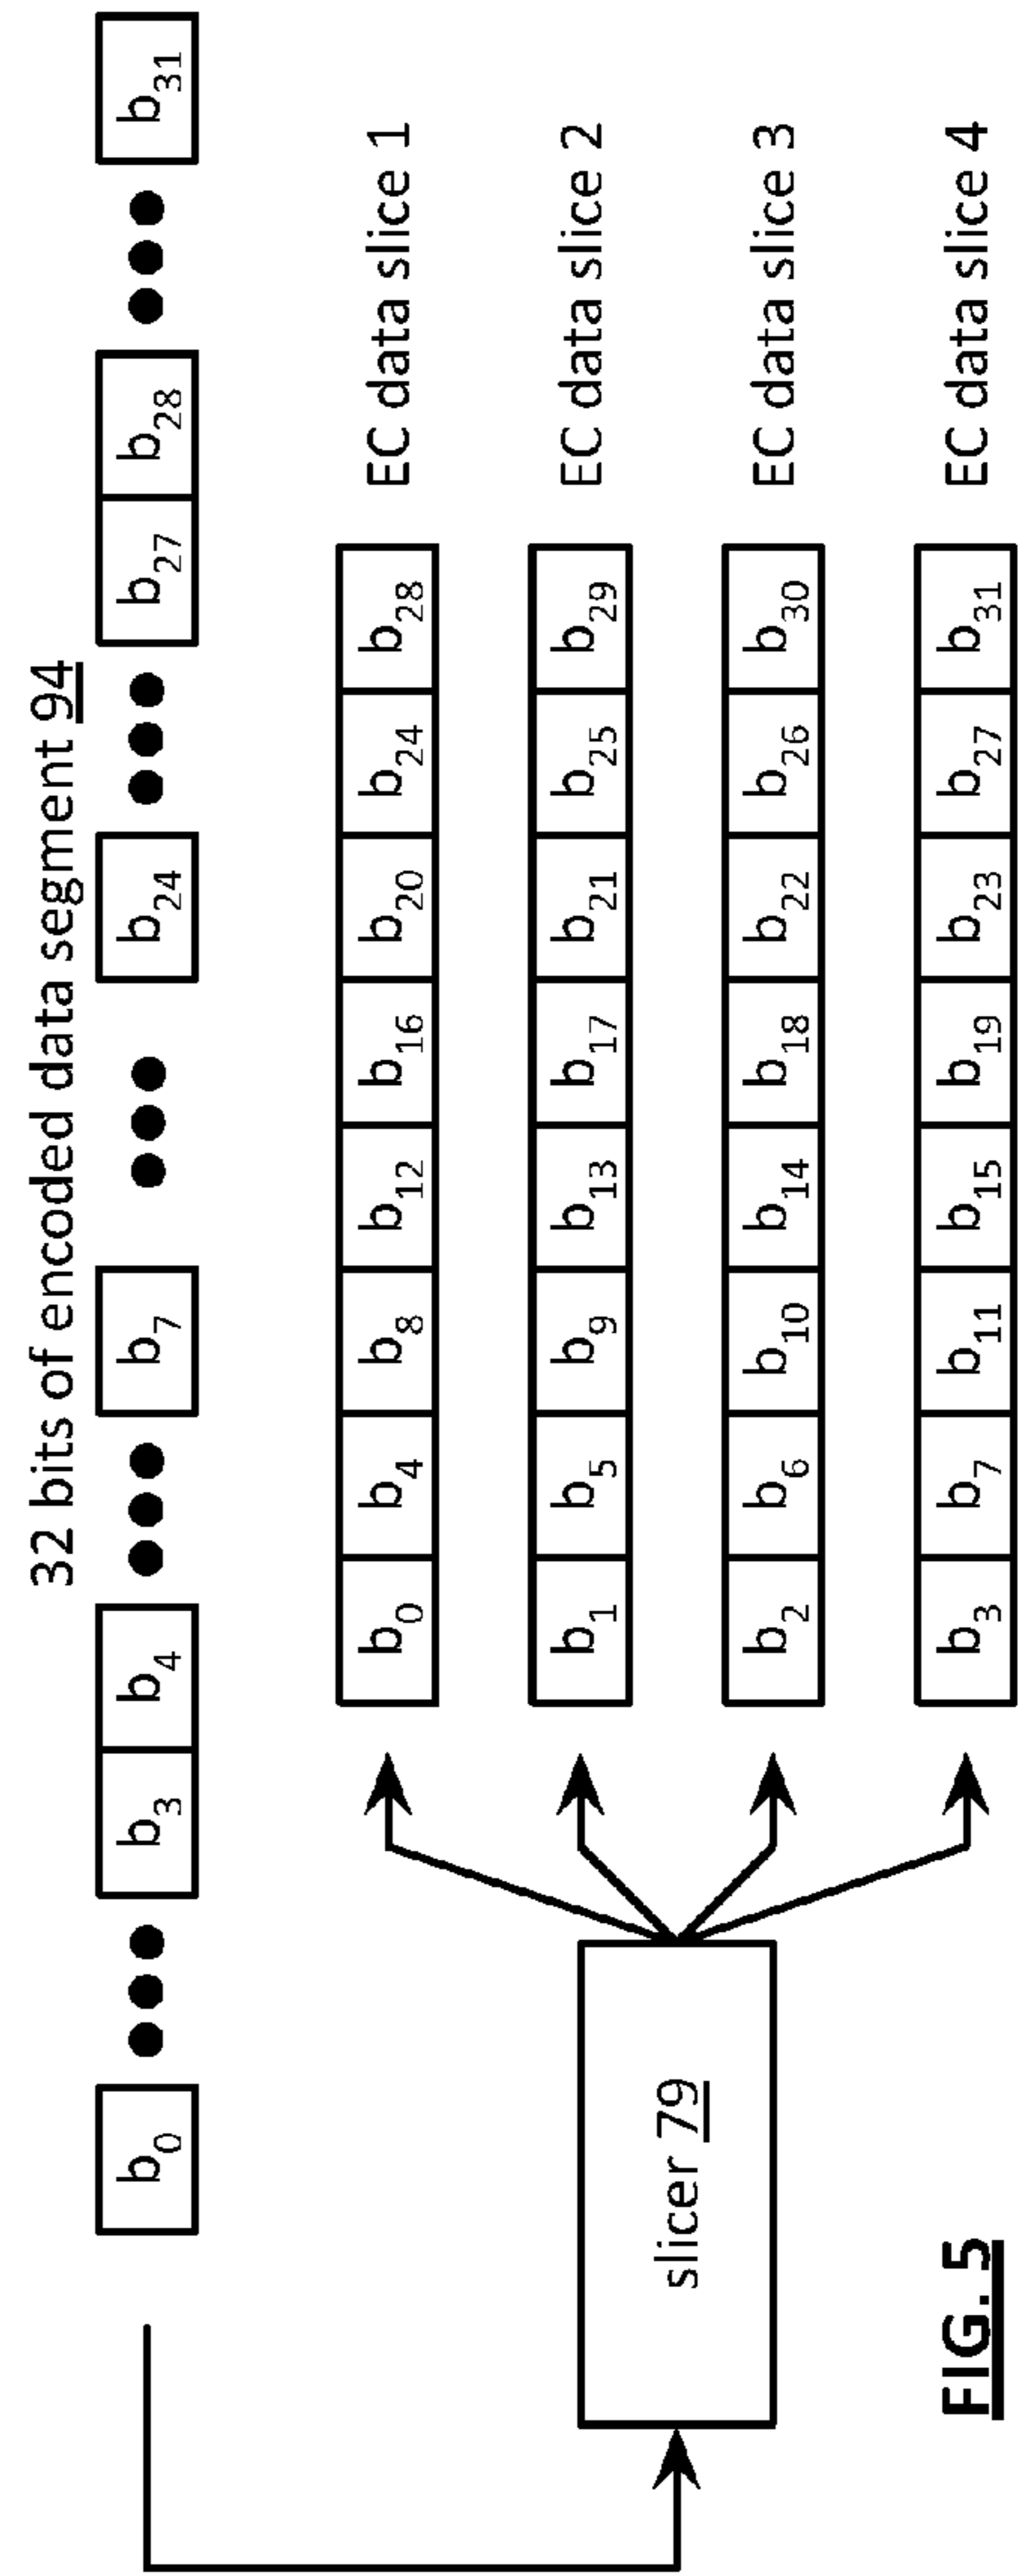 32 bits of encoded data segment 94
b0 ●●● b3 b4 ●●● b7 ●●● b24 ●●● b27 b28 ●●● b31
b0 b4 b8 b12 b16 b20 b24 b28 EC data slice 1
b1 b5 b9 b13 b17 b21 b25 b29 EC data slice 2
slicer 79
b2 b6 b10 b14 b18 b22 b26 b30 EC data slice 3
b3 b7 b11 b15 b19 b23 b27 b31 EC data slice 4
FIG. 5